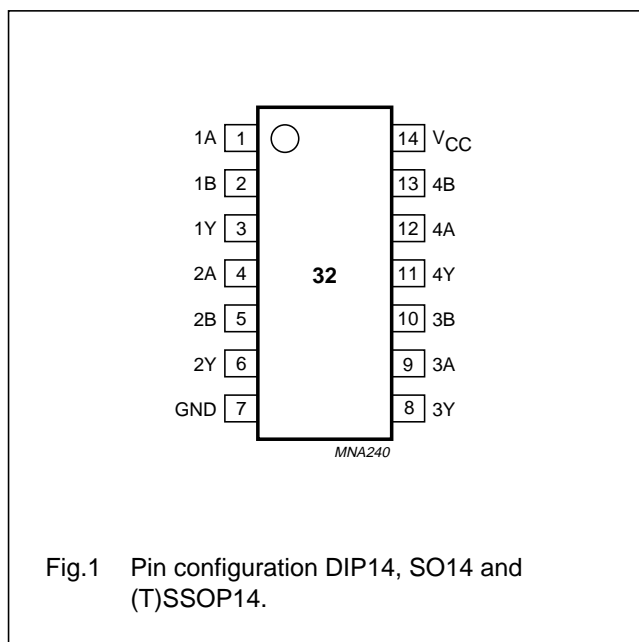 1A 1 14 VCC
1B 2 13 4B
1Y 3 12 4A
2A 4 32 11 4Y
2B 5 10 3B
2Y 6 9 3A
GND 7 8 3Y
MNA240
Fig.1 Pin configuration DIP14, SO14 and
(T)SSOP14.